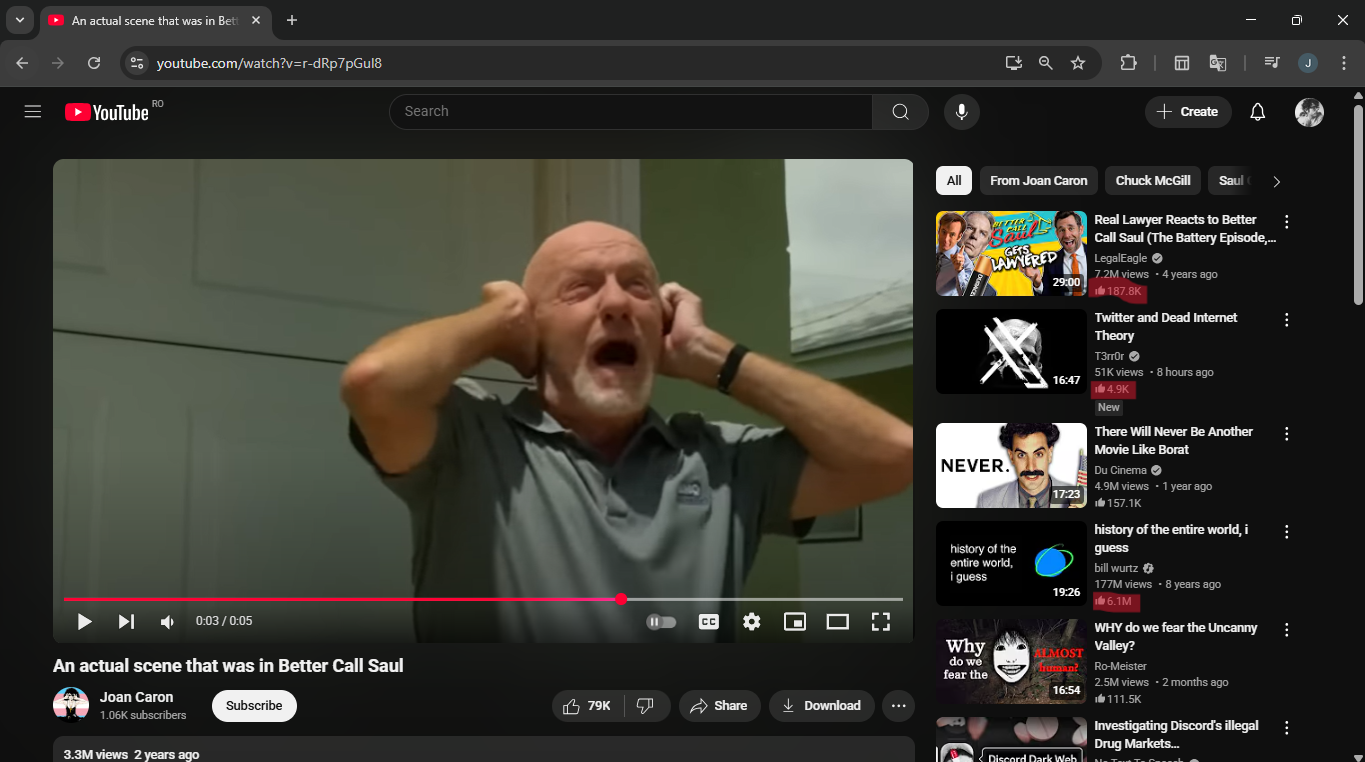 An actual scene that was in Bett
youtube.com/watch?v=r-dRp7pGuI8
J
YouTube RO
Search
Create
All
From Joan Caron
Chuck McGill
Saul
BETTER CALL Saul GETS LAWYERED
29:00
Real Lawyer Reacts to Better
Call Saul (The Battery Episode,...
LegalEagle
7.2M views • 4 years ago
187.8K
16:47
Twitter and Dead Internet
Theory
T3rr0r
51K views • 8 hours ago
4.9K
New
NEVER.
17:23
There Will Never Be Another
Movie Like Borat
Du Cinema
4.9M views • 1 year ago
157.1K
history of the
entire world,
i guess
19:26
history of the entire world, i
guess
bill wurtz
177M views • 8 years ago
6.1M
Why
do we
fear the
ALMOST
human?
16:54
WHY do we fear the Uncanny
Valley?
Ro-Meister
2.5M views • 2 months ago
111.5K
Discord Dark Web
Investigating Discord's illegal
Drug Markets...
No Text To Speech
0:03 / 0:05
CC
An actual scene that was in Better Call Saul
Joan Caron
1.06K subscribers
Subscribe
79K
Share
Download
3.3M views 2 years ago